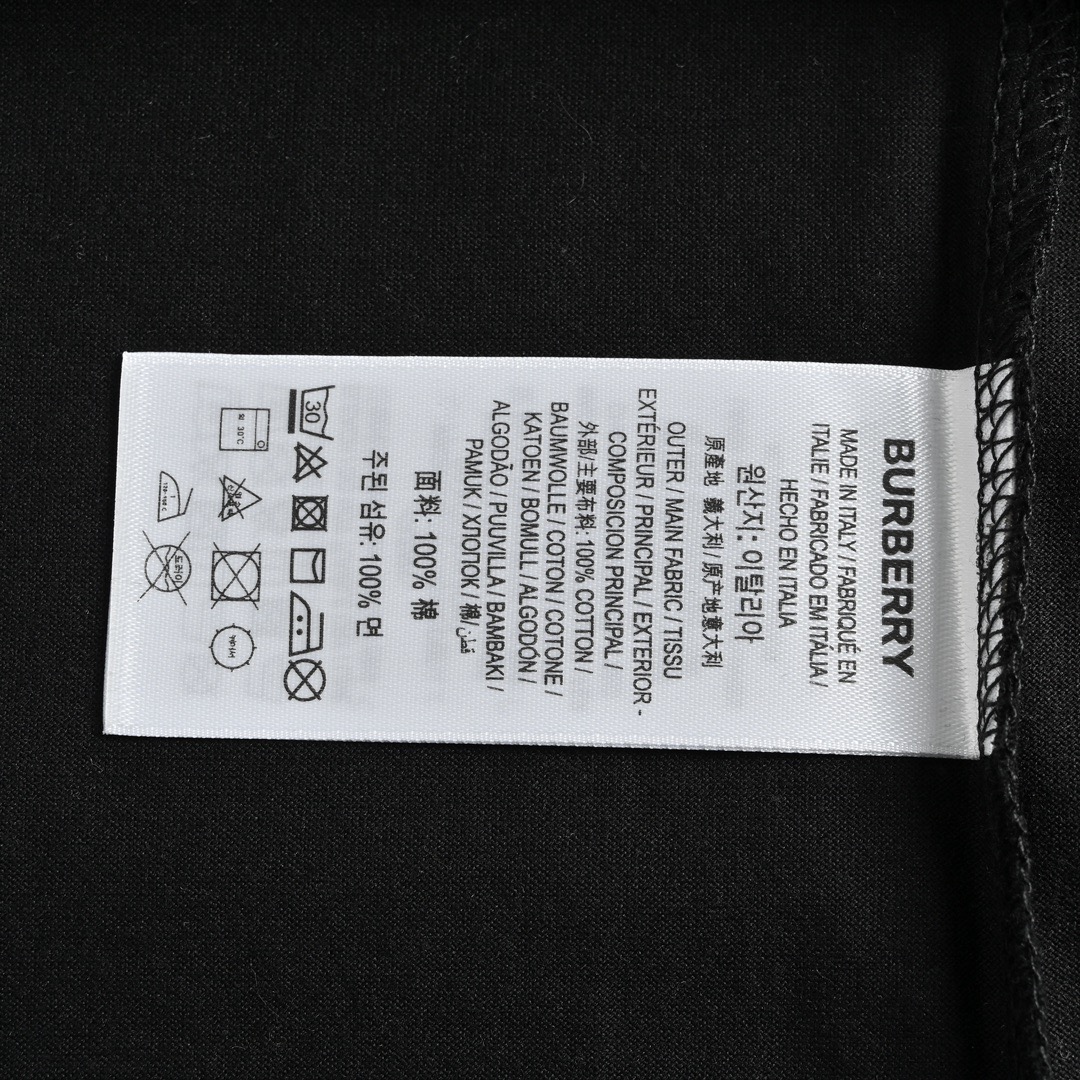 BURBERRY
MADE IN ITALY / FABRIQUÉ EN
ITALIE / FABRICADO EM ITÁLIA /
HECHO EN ITALIA
원산지: 이탈리아
原產地 義大利 / 原产地意大利
OUTER / MAIN FABRIC / TISSU
EXTÉRIEUR / PRINCIPAL / EXTERIOR -
COMPOSICION PRINCIPAL /
外部/主要布料: 100% COTTON /
BAUMWOLLE / COTON / COTONE /
KATOEN / BOMULL / ALGODÓN /
ALGODÃO / PUUVILLA / BAMBAKI /
PAMUK / ХЛОПОК / 棉/قطن
面料: 100% 棉
주된 섬유: 100% 면
30
30°C